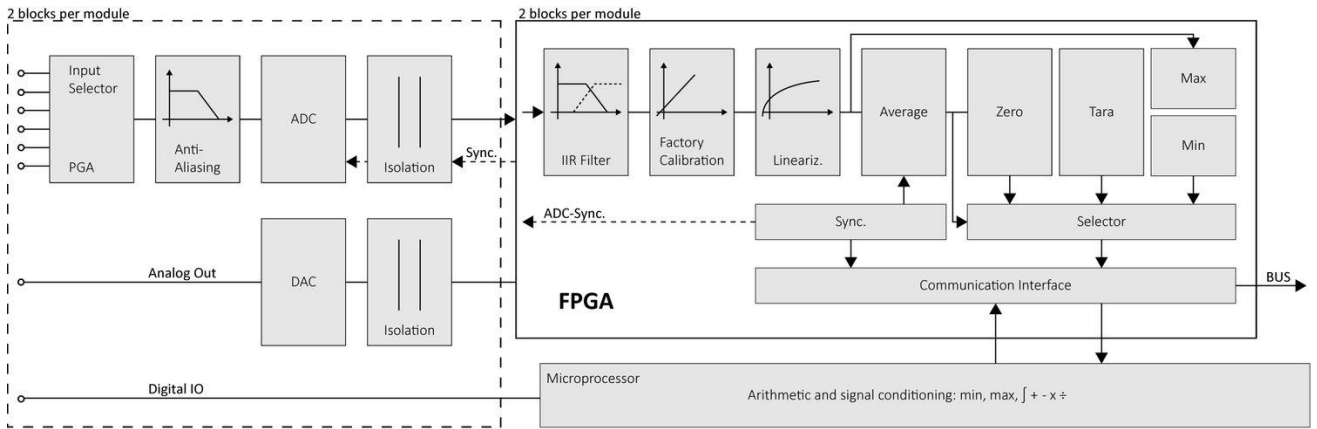 2 blocks per module
2 blocks per module
Input
Selector
PGA
Anti-
Aliasing
ADC
Isolation
Sync.
IIR Filter
Factory
Calibration
Lineariz.
Average
Zero
Tara
Max
Min
ADC-Sync.
Sync.
Selector
Analog Out
DAC
Isolation
FPGA
Communication Interface
BUS
Digital IO
Microprocessor
Arithmetic and signal conditioning: min, max, ∫ + - x ÷